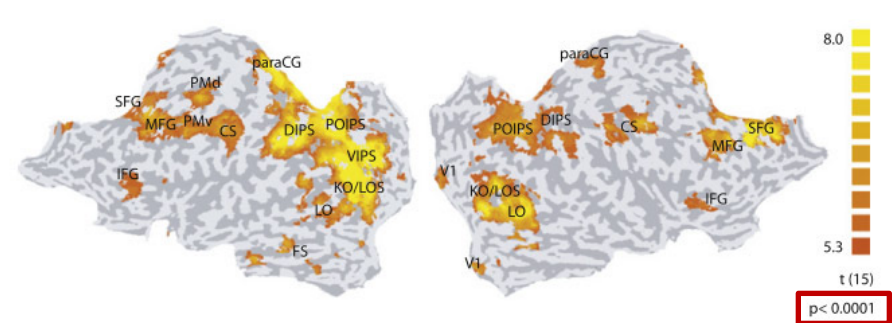 paraCG
PMd
SFG
MFG PMv CS
DIPS POIPS
VIPS
IFG
KO/LOS
LO
FS
paraCG
POIPS DIPS CS SFG
MFG
V1
KO/LOS
LO
IFG
V1
8.0
5.3
t (15)
p< 0.0001